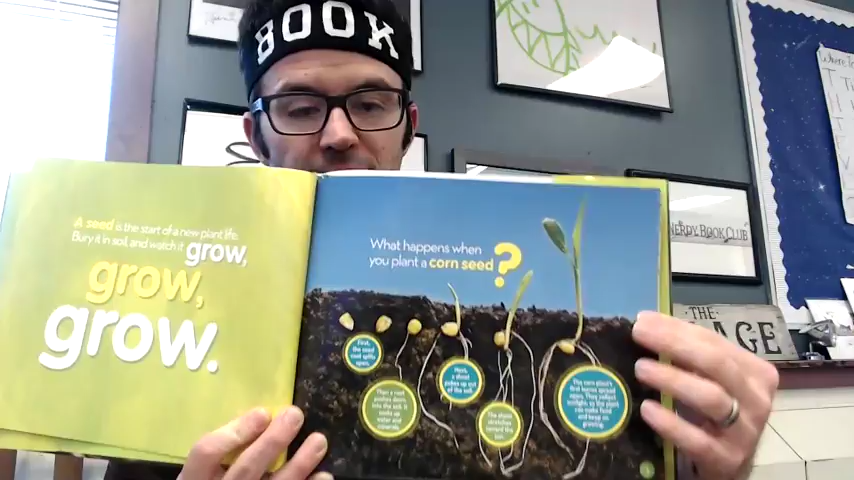 BOOK
A seed is the start of a new plant life.
Bury it in soil, and watch it grow,
grow,
grow.
What happens when
you plant a corn seed?
First,
the seed
splits
open.
Then a root
pushes down
into the soil. It
soaks up
water and
minerals.
Next,
a shoot
pokes out
of the soil.
The shoot
stretches
toward the
sun.
The corn plant's
first leaves spread
open. They collect
sunlight, so the plant
can make food
and keep on
growing.
NERDY BOOK CLUB
THE